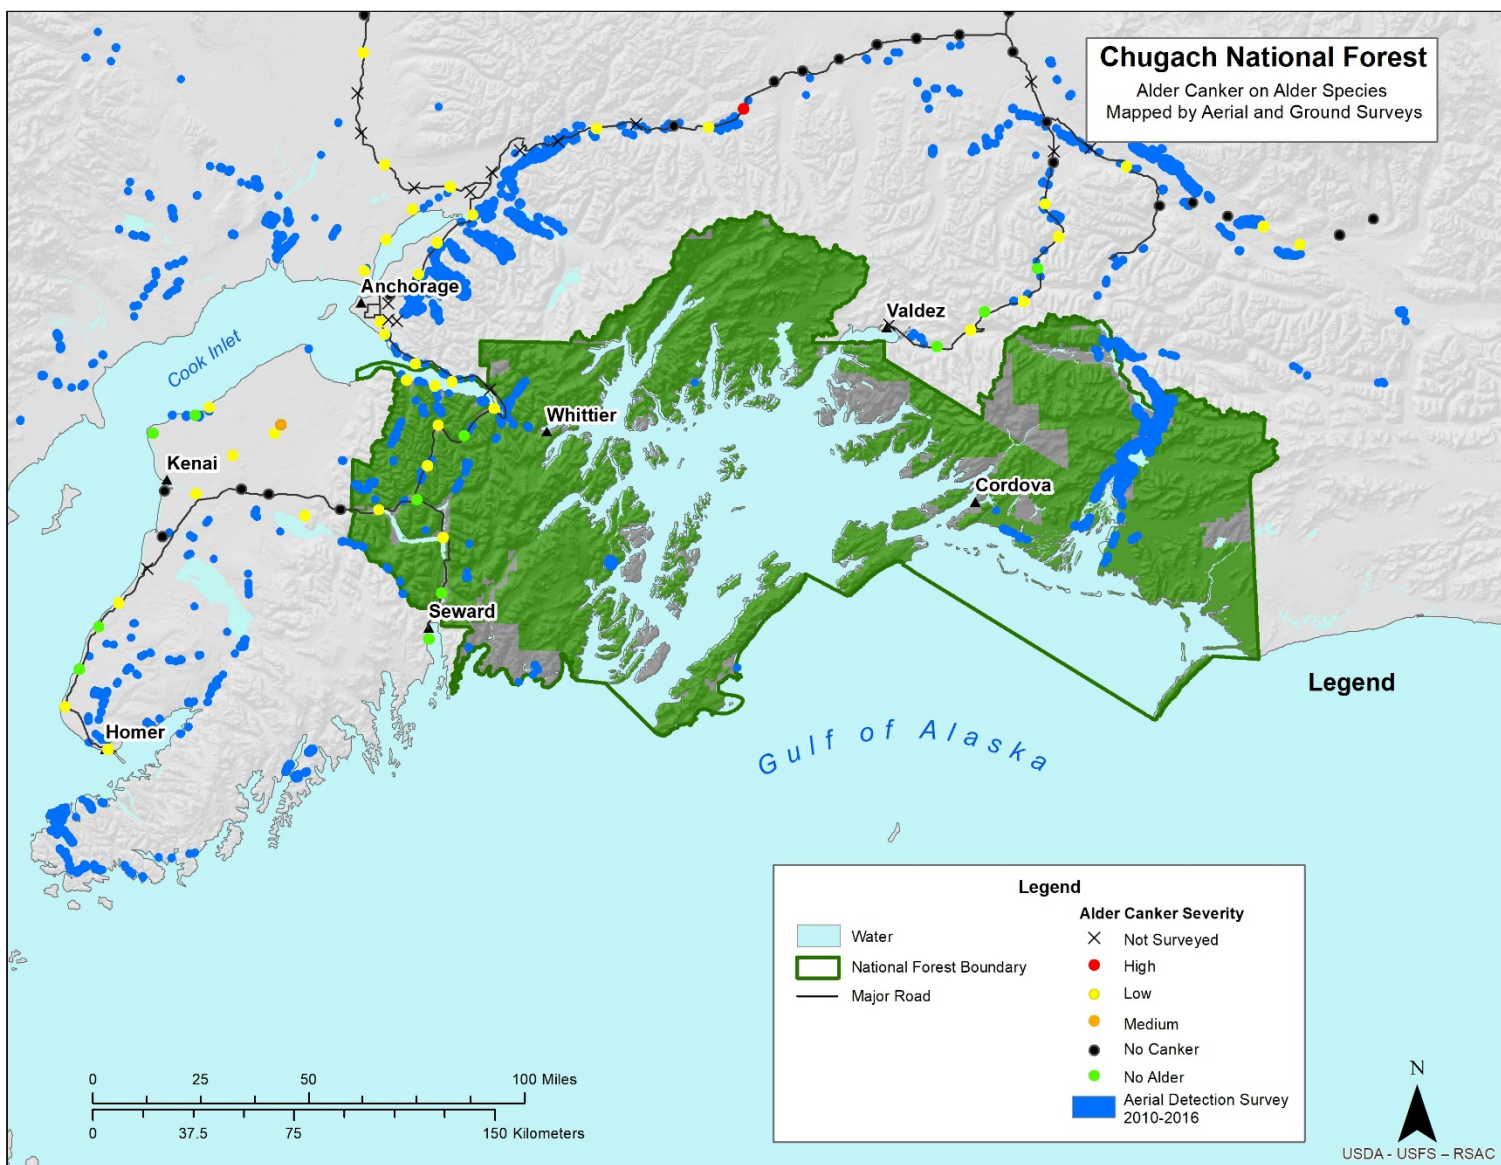 Chugach National Forest
Alder Canker on Alder Species
Mapped by Aerial and Ground Surveys
Anchorage
Valdez
Cook Inlet
Whittier
Kenai
Cordova
Seward
Legend
Homer
Gulf of Alaska
Legend
Alder Canker Severity
Water
Not Surveyed
National Forest Boundary
High
Major Road
Low
Medium
No Canker
No Alder
Aerial Detection Survey
2010-2016
0 25 50 100 Miles
0 37.5 75 150 Kilometers
N
USDA - USFS – RSAC